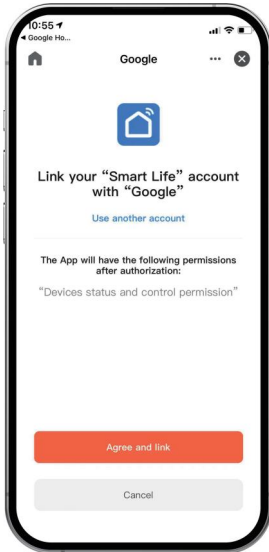 10:55
Google Ho...
Google
Link your “Smart Life” account
with “Google”
Use another account
The App will have the following permissions
after authorization:
“Devices status and control permission”
Agree and link
Cancel